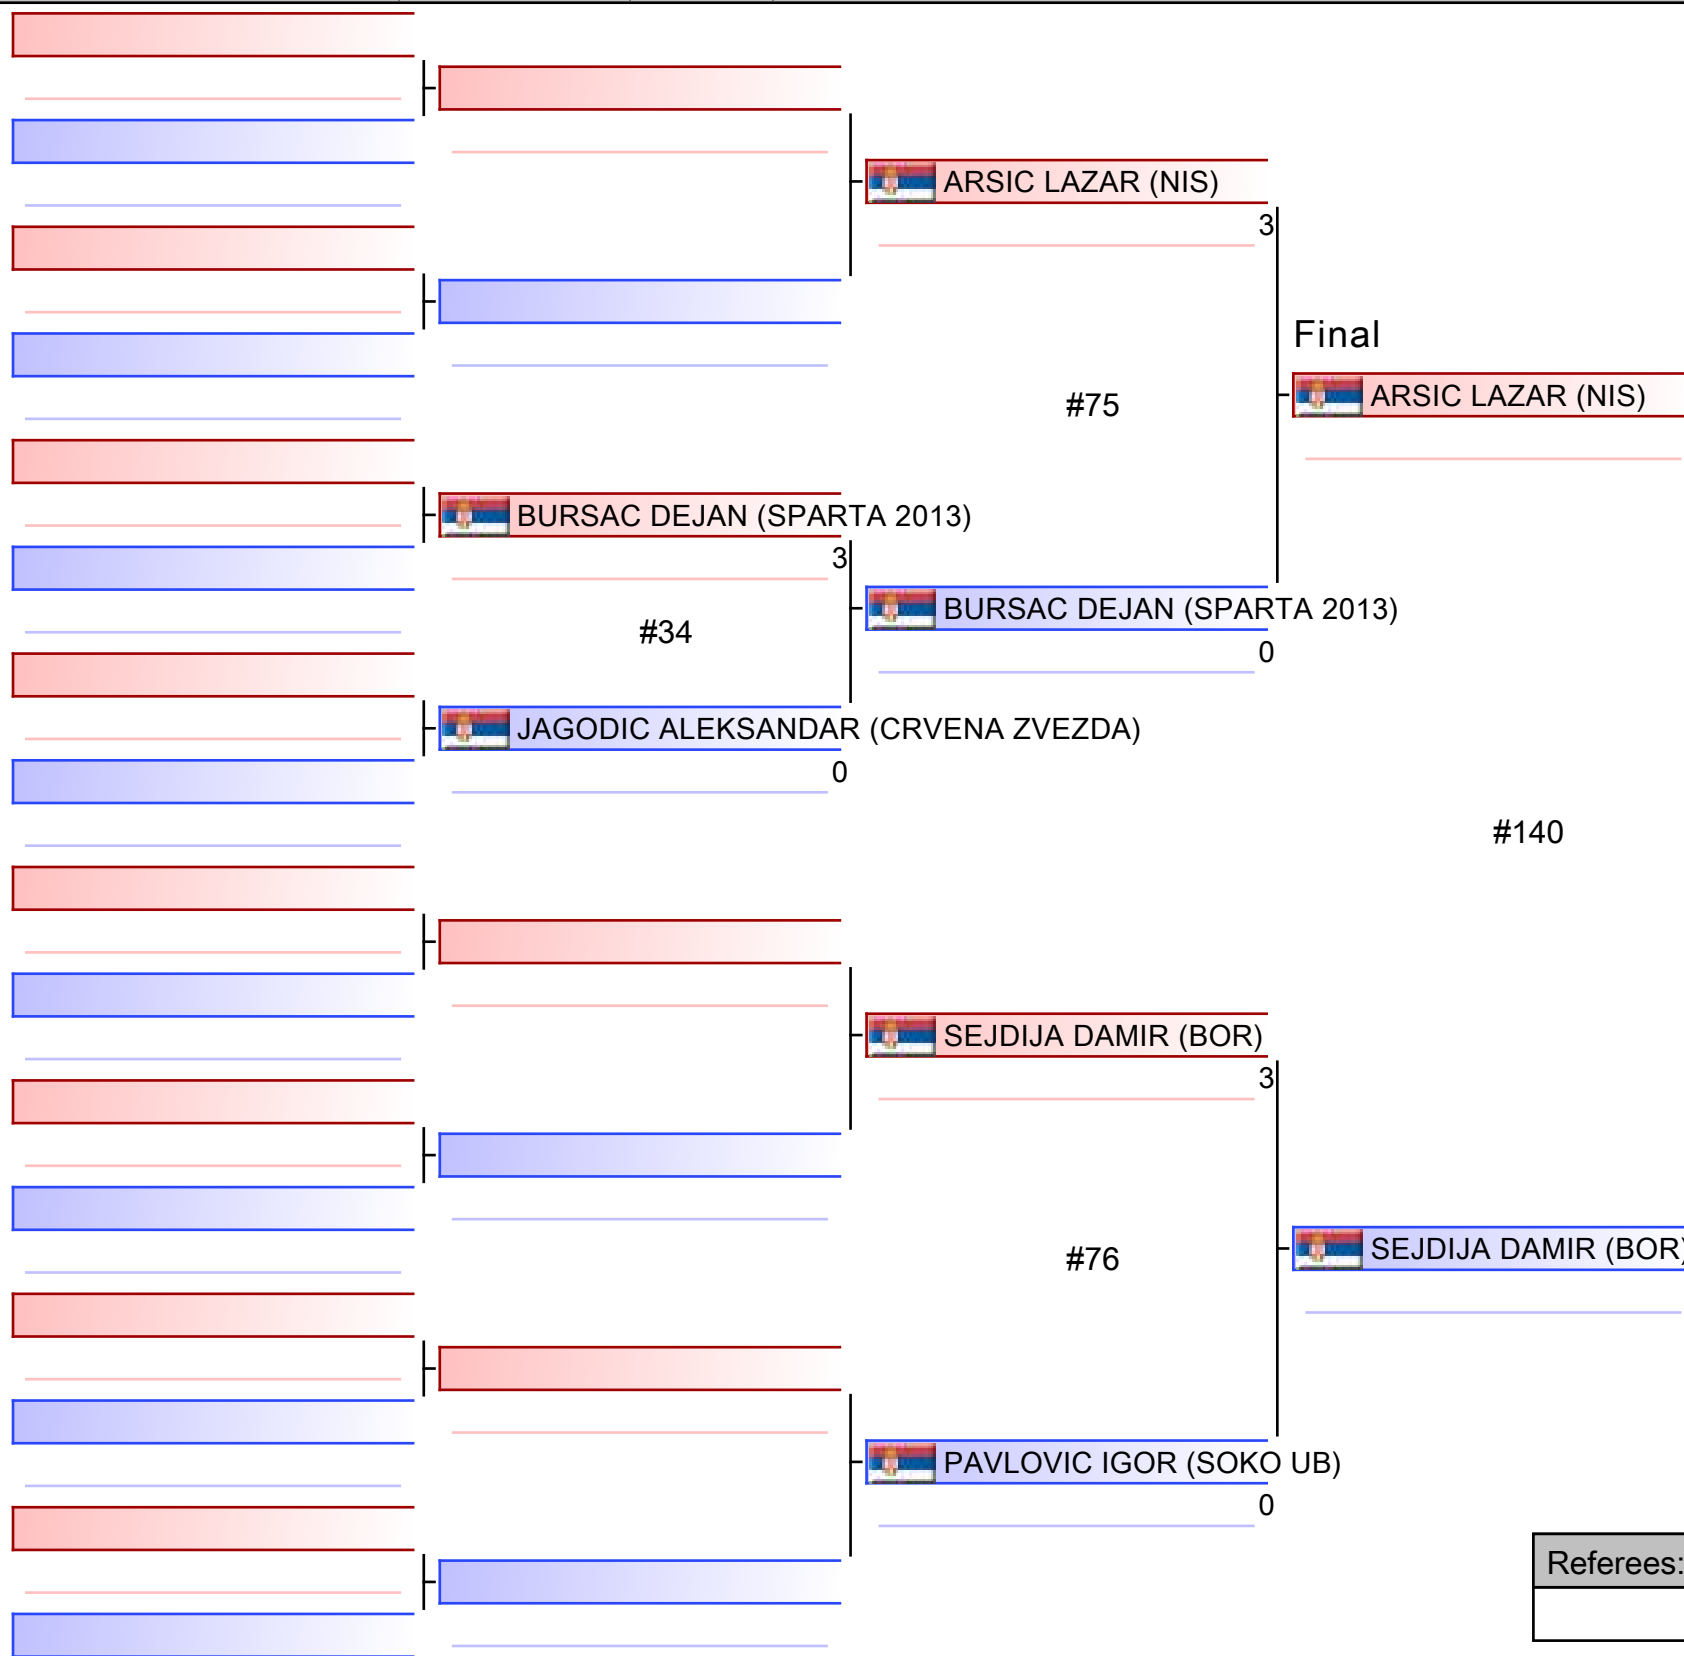 ARSIC LAZAR (NIS)
3
Final
ARSIC LAZAR (NIS)
#75
BURSAC DEJAN (SPARTA 2013)
3
BURSAC DEJAN (SPARTA 2013)
0
#34
JAGODIC ALEKSANDAR (CRVENA ZVEZDA)
0
#140
SEJDIJA DAMIR (BOR)
3
#76
SEJDIJA DAMIR (BOR)
PAVLOVIC IGOR (SOKO UB)
0
Referees: